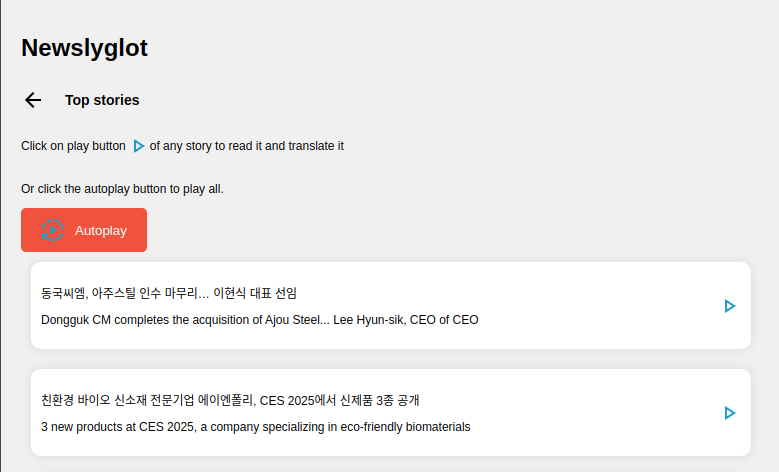 Newslyglot
Top stories
Click on play button of any story to read it and translate it
Or click the autoplay button to play all.
Autoplay
동국씨엠, 아주스틸 인수 마무리… 이현식 대표 선임
Dongguk CM completes the acquisition of Ajou Steel... Lee Hyun-sik, CEO of CEO
친환경 바이오 신소재 전문기업 에이엔폴리, CES 2025에서 신제품 3종 공개
3 new products at CES 2025, a company specializing in eco-friendly biomaterials